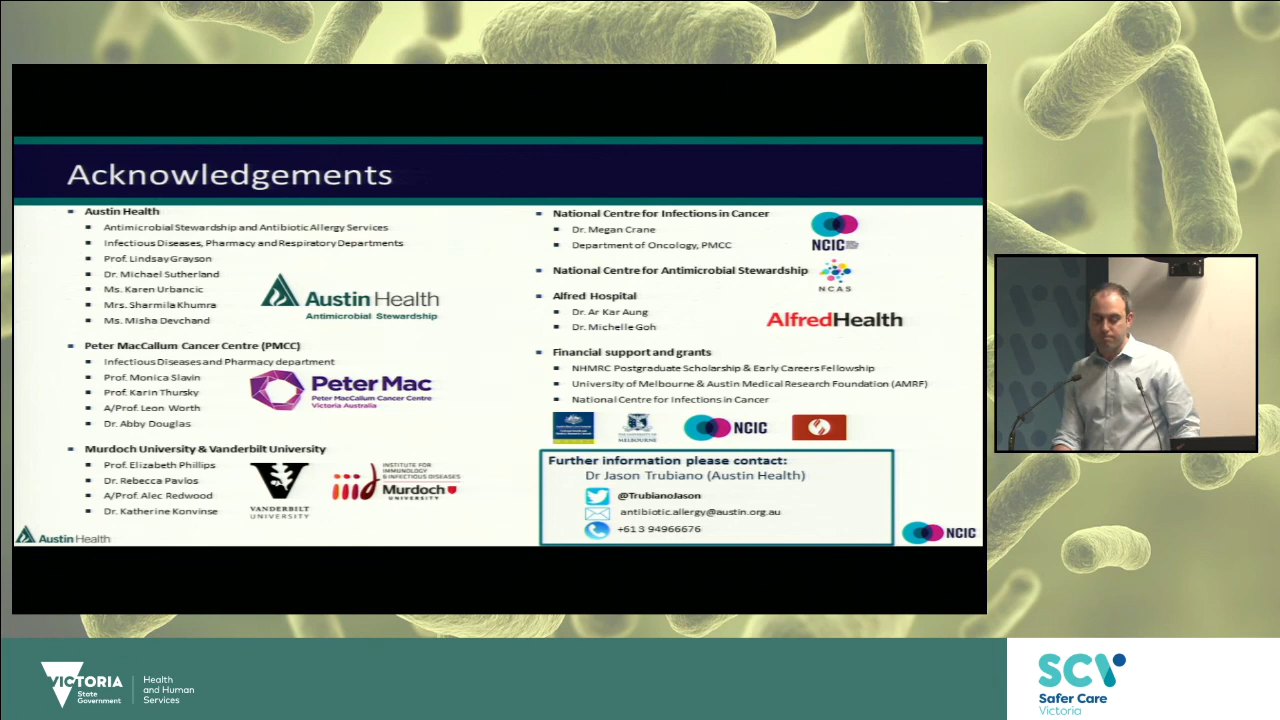 Acknowledgements
Austin Health
Antimicrobial Stewardship and Antibiotic Allergy Services
Infectious Diseases, Pharmacy and Respiratory Departments
Prof. Lindsay Grayson
Dr. Michael Sutherland
Ms. Karen Urbancic
Mrs. Sharmila Khumra
Ms. Misha Devchand
Austin Health
Antimicrobial Stewardship
Peter MacCallum Cancer Centre (PMCC)
Infectious Diseases and Pharmacy department
Prof. Monica Slavin
Prof. Karin Thursky
A/Prof. Leon Worth
Dr. Abby Douglas
Peter Mac
Peter MacCallum Cancer Centre
Victoria Australia
Murdoch University & Vanderbilt University
Prof. Elizabeth Phillips
Dr. Rebecca Pavlos
A/Prof. Alec Redwood
Dr. Katherine Konvinse
V
VANDERBILT
UNIVERSITY
iiid
INSTITUTE FOR
IMMUNOLOGY
& INFECTIOUS DISEASES
Murdoch
UNIVERSITY
Austin Health
National Centre for Infections in Cancer
Dr. Megan Crane
Department of Oncology, PMCC
NCIC
National Centre for Antimicrobial Stewardship
NCAS
Alfred Hospital
Dr. Ar Kar Aung
Dr. Michelle Goh
AlfredHealth
Financial support and grants
NHMRC Postgraduate Scholarship & Early Careers Fellowship
University of Melbourne & Austin Medical Research Foundation (AMRF)
National Centre for Infections in Cancer
MELBOURNE
NCIC
Further information please contact:
Dr Jason Trubiano (Austin Health)
@TrubianoJason
antibiotic.allergy@austin.org.au
+613 94966676
NCIC
VICTORIA
State
Government
Health
and Human
Services
SCV
Safer Care
Victoria